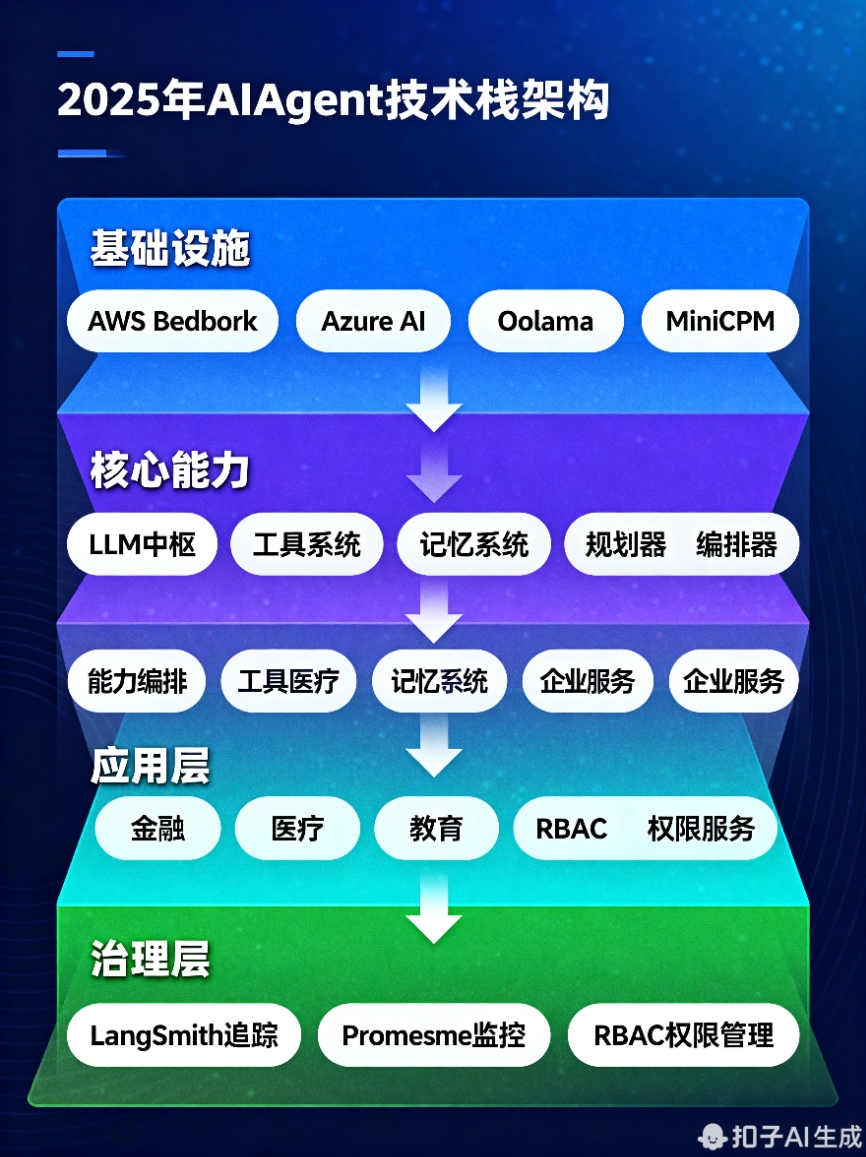 2025年AIAgent技术栈架构
基础设施
AWS Bedbork Azure AI Oolama MiniCPM
核心能力
LLM中枢 工具系统 记忆系统 规划器 编排器
能力编排 工具医疗 记忆系统 企业服务 企业服务
应用层
金融 医疗 教育 RBAC 权限服务
治理层
LangSmith追踪 Promesme监控 RBAC权限管理
扣子AI生成